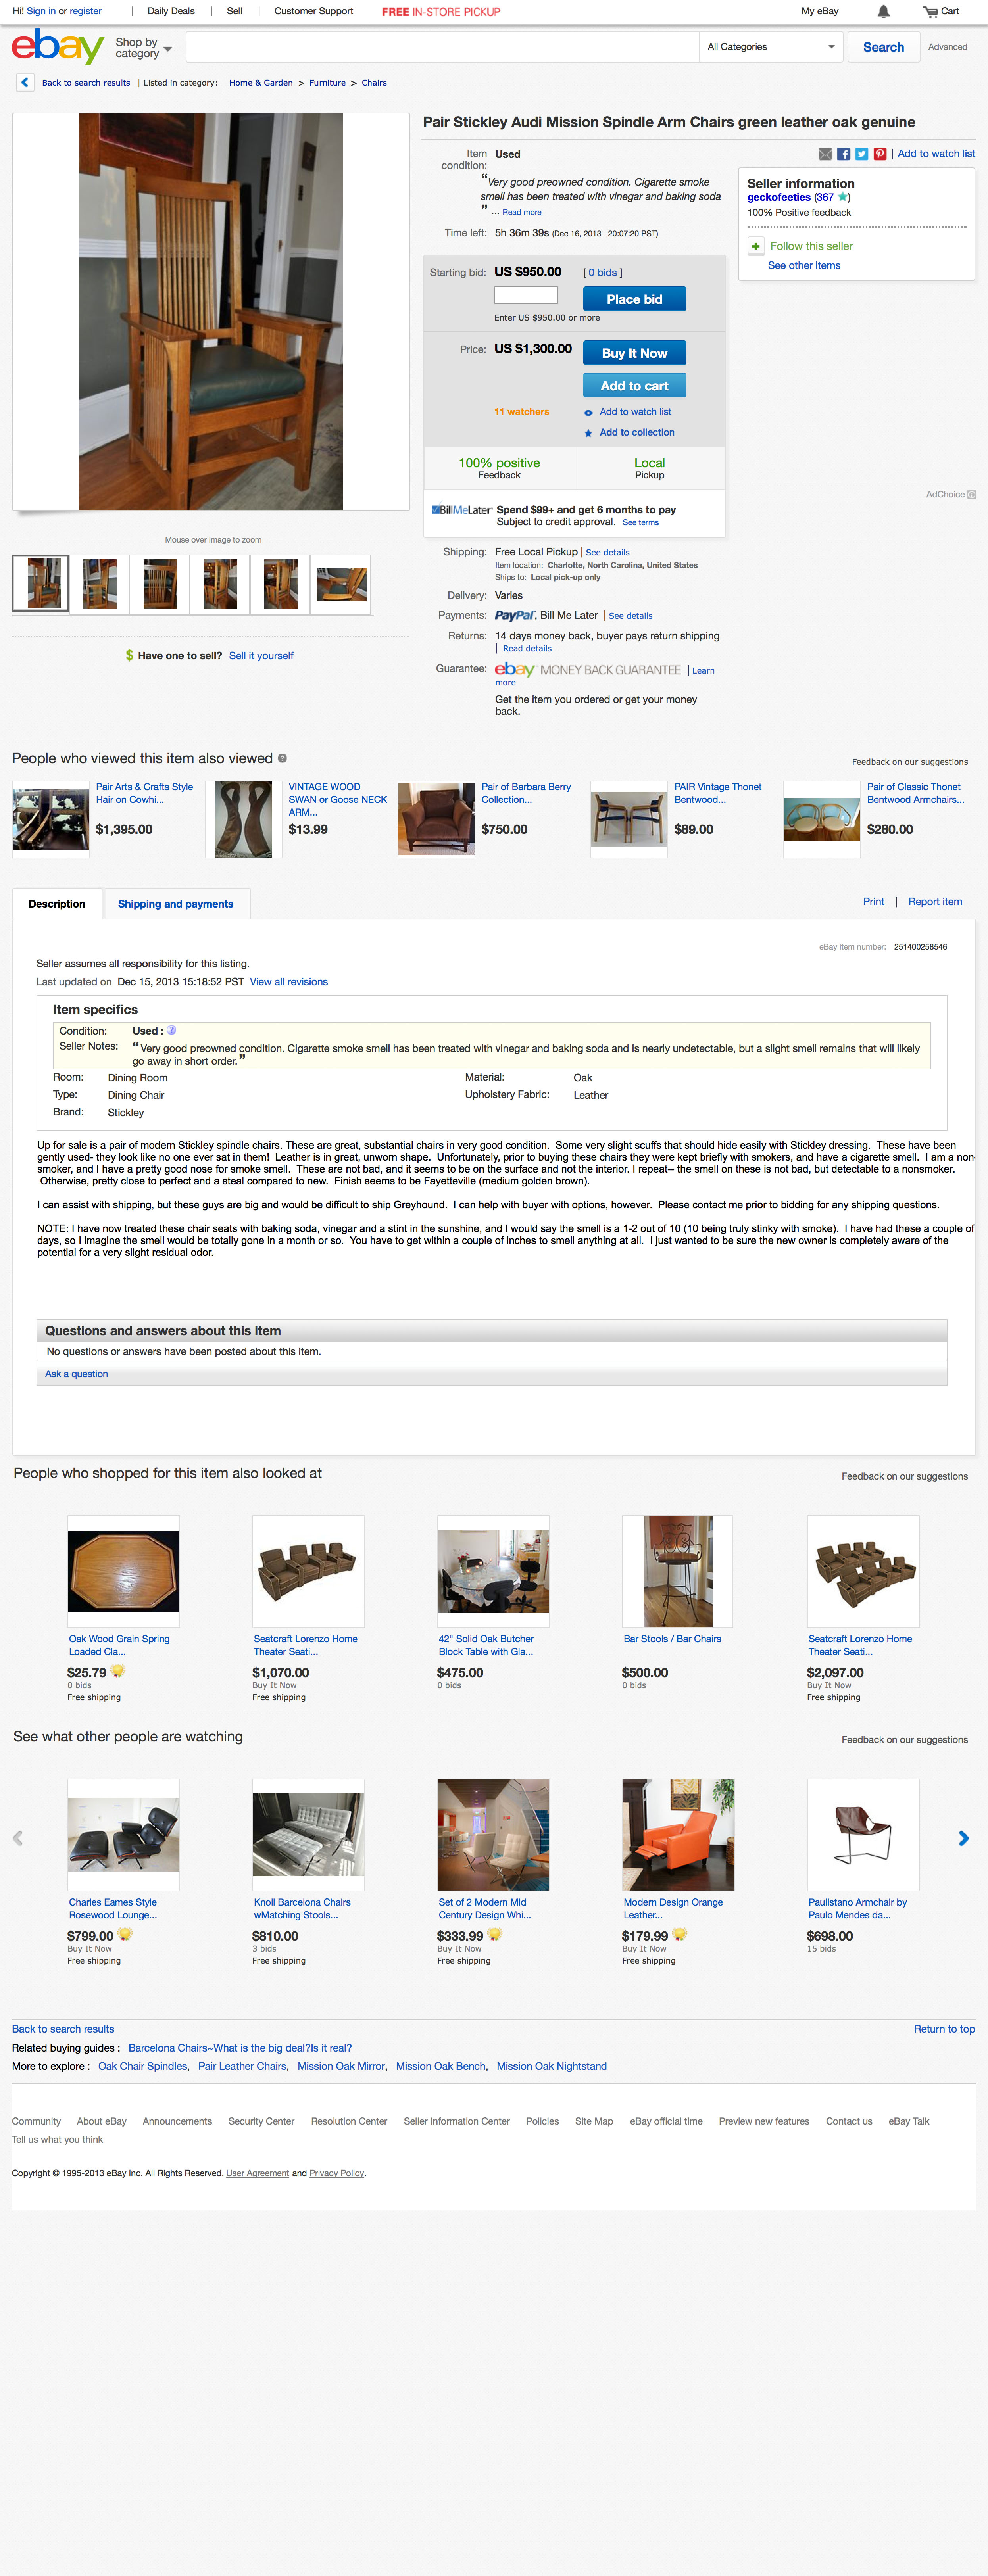 Hi! Sign in or register | Daily Deals | Sell | Customer Support FREE IN-STORE PICKUP My eBay Cart
ebay Shop by category All Categories Search Advanced
Back to search results | Listed in category: Home & Garden > Furniture > Chairs
Pair Stickley Audi Mission Spindle Arm Chairs green leather oak genuine
Item condition: Used
“Very good preowned condition. Cigarette smoke
smell has been treated with vinegar and baking soda
” ... Read more
Time left: 5h 36m 39s (Dec 16, 2013 20:07:20 PST)
Starting bid: US $950.00 [ 0 bids ]
Place bid
Enter US $950.00 or more
Price: US $1,300.00 Buy It Now
Add to cart
11 watchers Add to watch list
Add to collection
100% positive
Feedback
Local
Pickup
BillMeLater Spend $99+ and get 6 months to pay
Subject to credit approval. See terms
Shipping: Free Local Pickup | See details
Item location: Charlotte, North Carolina, United States
Ships to: Local pick-up only
Delivery: Varies
Payments: PayPal, Bill Me Later | See details
Returns: 14 days money back, buyer pays return shipping
| Read details
Guarantee: ebay MONEY BACK GUARANTEE | Learn
more
Get the item you ordered or get your money
back.
| Add to watch list
Seller information
geckofeeties (367 )
100% Positive feedback
Follow this seller
See other items
AdChoice
Mouse over image to zoom
$ Have one to sell? Sell it yourself
People who viewed this item also viewed ?
Feedback on our suggestions
Pair Arts & Crafts Style
Hair on Cowhi...
$1,395.00
VINTAGE WOOD
SWAN or Goose NECK
ARM...
$13.99
Pair of Barbara Berry
Collection...
$750.00
PAIR Vintage Thonet
Bentwood...
$89.00
Pair of Classic Thonet
Bentwood Armchairs...
$280.00
Description Shipping and payments Print | Report item
eBay item number: 251400258546
Seller assumes all responsibility for this listing.
Last updated on Dec 15, 2013 15:18:52 PST View all revisions
Item specifics
Condition: Used :
Seller Notes: “Very good preowned condition. Cigarette smoke smell has been treated with vinegar and baking soda and is nearly undetectable, but a slight smell remains that will likely
go away in short order.”
Room: Dining Room Material: Oak
Type: Dining Chair Upholstery Fabric: Leather
Brand: Stickley
Up for sale is a pair of modern Stickley spindle chairs. These are great, substantial chairs in very good condition. Some very slight scuffs that should hide easily with Stickley dressing. These have been
gently used- they look like no one ever sat in them! Leather is in great, unworn shape. Unfortunately, prior to buying these chairs they were kept briefly with smokers, and have a cigarette smell. I am a non-
smoker, and I have a pretty good nose for smoke smell. These are not bad, and it seems to be on the surface and not the interior. I repeat-- the smell on these is not bad, but detectable to a nonsmoker.
Otherwise, pretty close to perfect and a steal compared to new. Finish seems to be Fayetteville (medium golden brown).
I can assist with shipping, but these guys are big and would be difficult to ship Greyhound. I can help with buyer with options, however. Please contact me prior to bidding for any shipping questions.
NOTE: I have now treated these chair seats with baking soda, vinegar and a stint in the sunshine, and I would say the smell is a 1-2 out of 10 (10 being truly stinky with smoke). I have had these a couple of
days, so I imagine the smell would be totally gone in a month or so. You have to get within a couple of inches to smell anything at all. I just wanted to be sure the new owner is completely aware of the
potential for a very slight residual odor.
Questions and answers about this item
No questions or answers have been posted about this item.
Ask a question
People who shopped for this item also looked at
Feedback on our suggestions
Oak Wood Grain Spring
Loaded Cla...
$25.79
0 bids
Free shipping
Seatcraft Lorenzo Home
Theater Seati...
$1,070.00
Buy It Now
Free shipping
42" Solid Oak Butcher
Block Table with Gla...
$475.00
0 bids
Bar Stools / Bar Chairs
$500.00
0 bids
Seatcraft Lorenzo Home
Theater Seati...
$2,097.00
Buy It Now
Free shipping
See what other people are watching
Feedback on our suggestions
Charles Eames Style
Rosewood Lounge...
$799.00
Buy It Now
Free shipping
Knoll Barcelona Chairs
wMatching Stools...
$810.00
3 bids
Free shipping
Set of 2 Modern Mid
Century Design Whi...
$333.99
Buy It Now
Free shipping
Modern Design Orange
Leather...
$179.99
Buy It Now
Free shipping
Paulistano Armchair by
Paulo Mendes da...
$698.00
15 bids
Back to search results Return to top
Related buying guides : Barcelona Chairs~What is the big deal?Is it real?
More to explore : Oak Chair Spindles, Pair Leather Chairs, Mission Oak Mirror, Mission Oak Bench, Mission Oak Nightstand
Community About eBay Announcements Security Center Resolution Center Seller Information Center Policies Site Map eBay official time Preview new features Contact us eBay Talk
Tell us what you think
Copyright © 1995-2013 eBay Inc. All Rights Reserved. User Agreement and Privacy Policy.